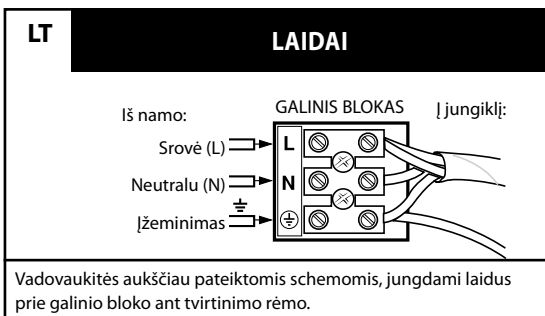 LT
LAIDAI
Iš namo:
GALINIS BLOKAS
Į jungiklį:
Srovė (L)
L
Neutralu (N)
N
Įžeminimas
Vadovaukitės aukščiau pateiktomis schemomis, jungdami laidus
prie galinio bloko ant tvirtinimo rėmo.